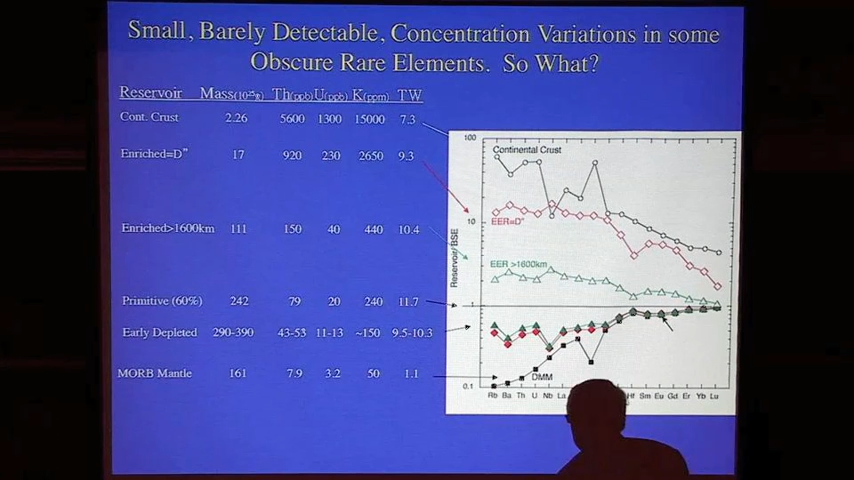 Small, Barely Detectable, Concentration Variations in some
Obscure Rare Elements. So What?
Reservoir Mass Th(ppb) U(ppb) K(ppm) TW
Cont. Crust 2.26 5600 1300 15000 7.3
Enriched=D" 17 920 230 2650 9.3
Enriched>1600km 111 150 40 440 10.4
Primitive (60%) 242 79 20 240 11.7
Early Depleted 290-390 43-53 11-13 ~150 9.5-10.3
MORB Mantle 161 7.9 3.2 50 1.1
100
Continental Crust
10
EER=D"
Reservoir/BSE
EER >1600km
1
DMM
0.1
Rb Ba Th U Nb La Hf Sm Eu Gd Er Yb Lu